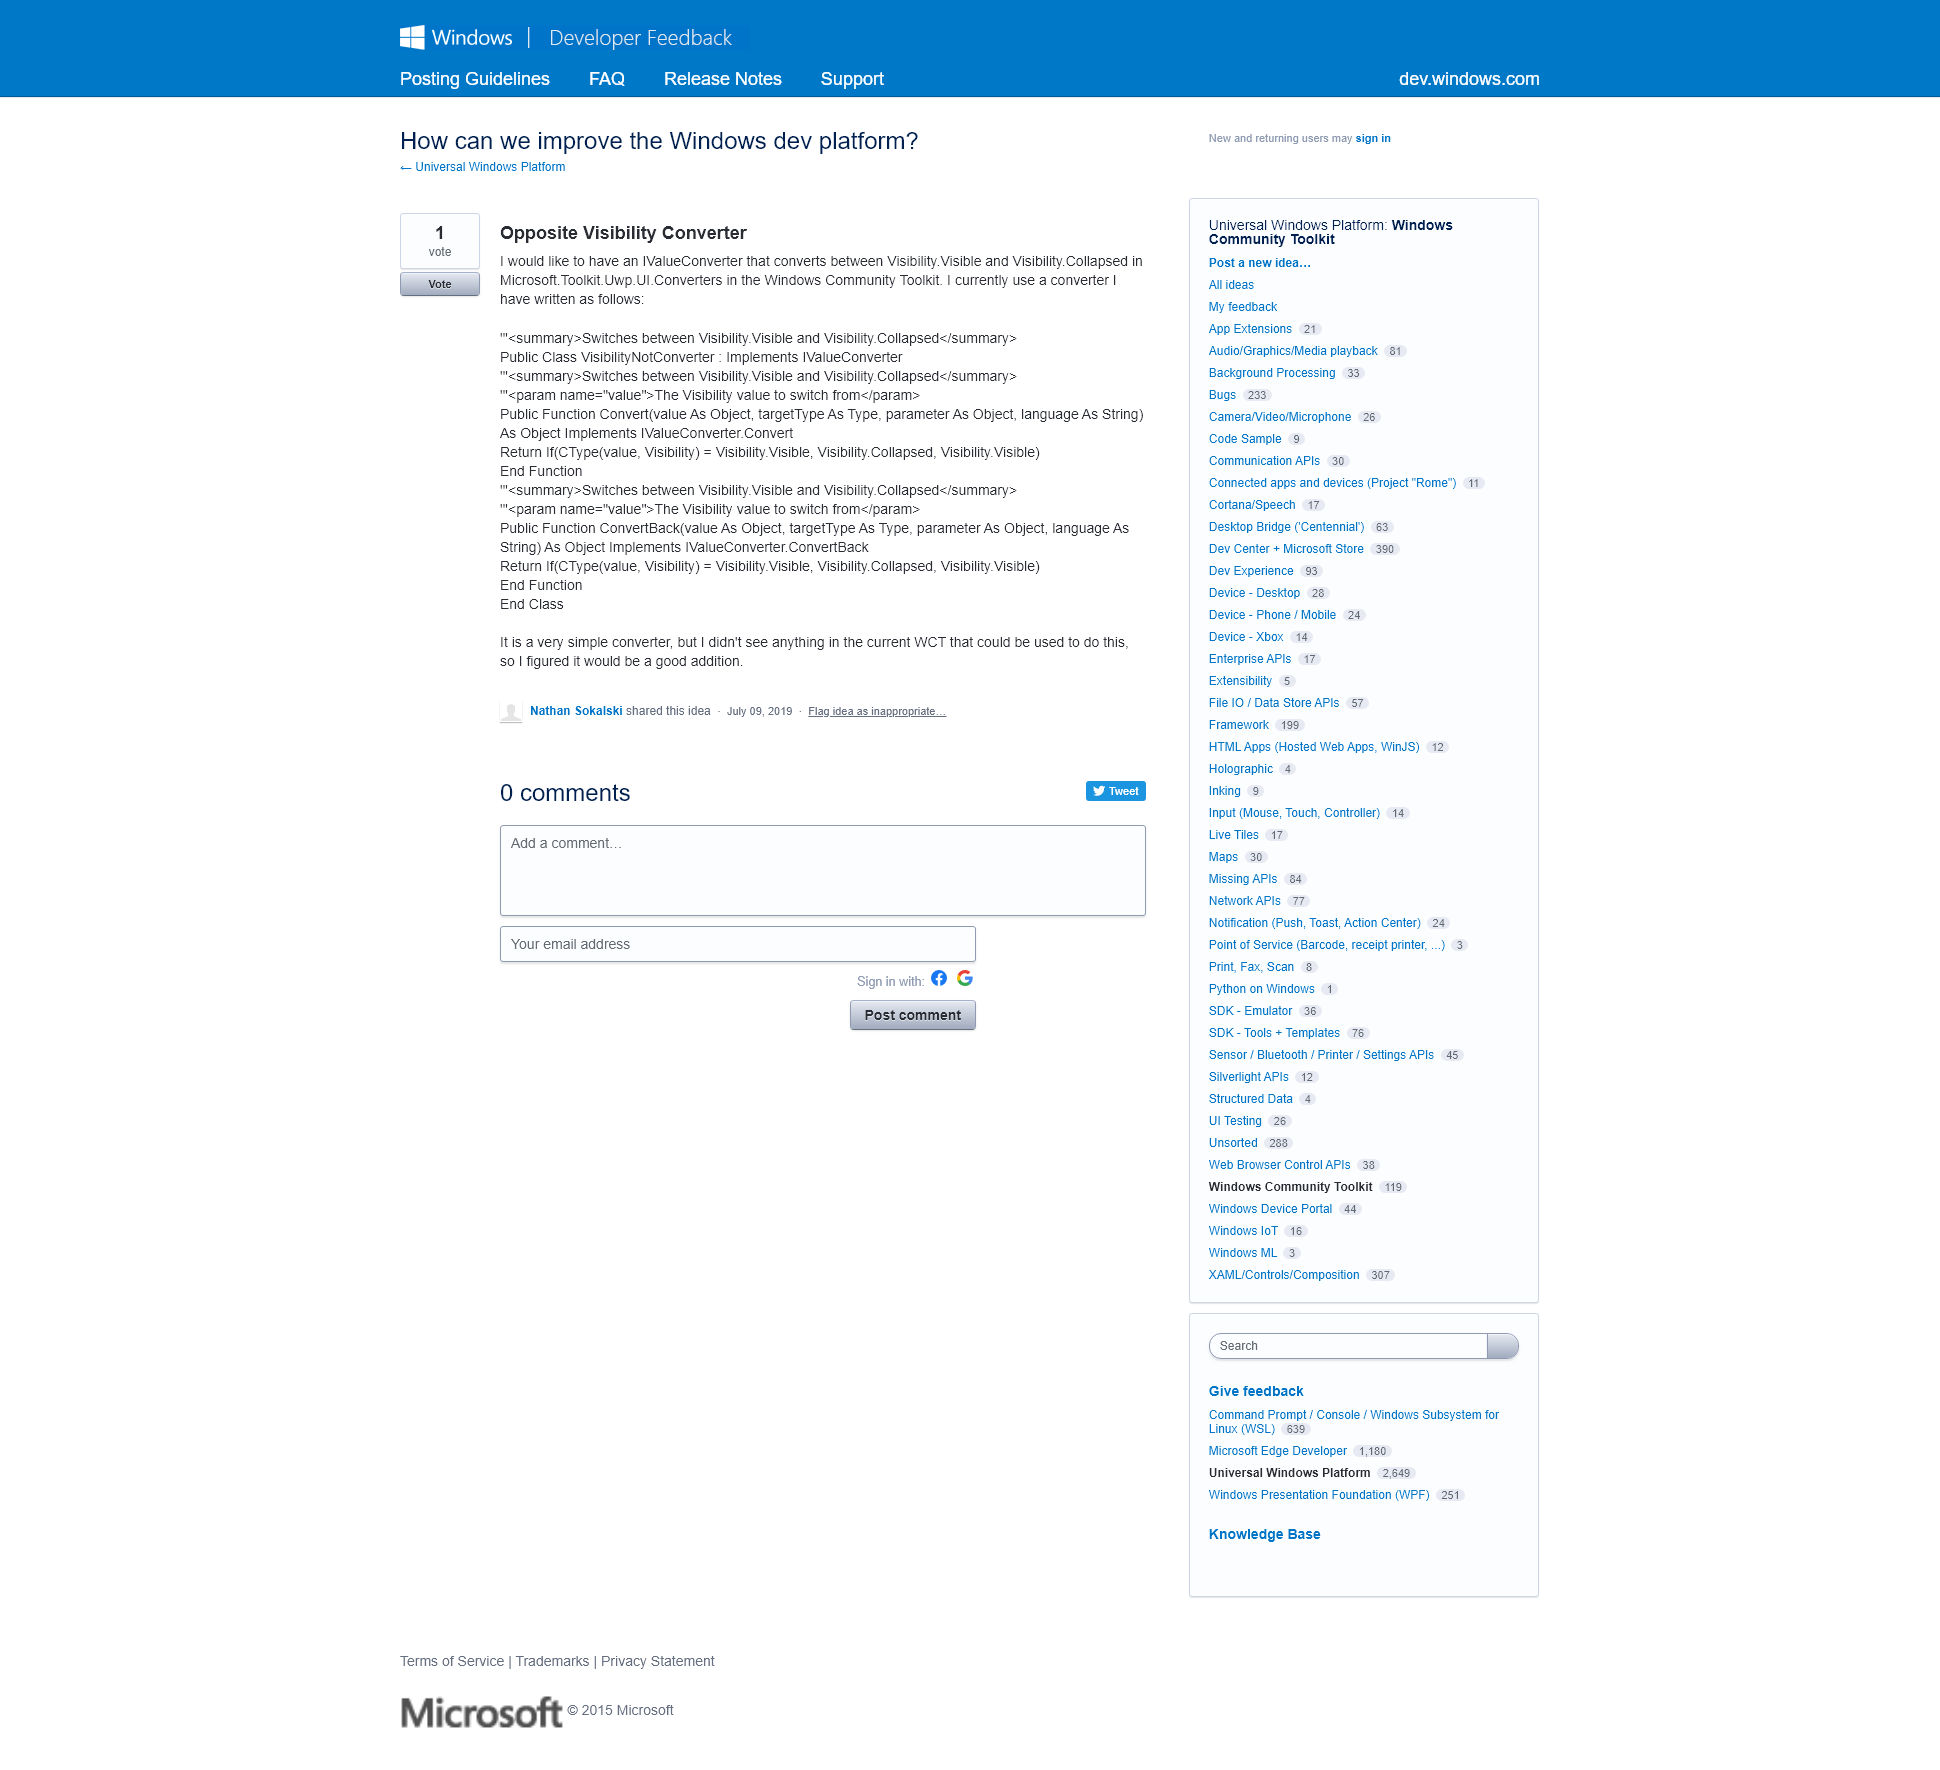 Windows | Developer Feedback
Posting Guidelines FAQ Release Notes Support dev.windows.com
How can we improve the Windows dev platform?
← Universal Windows Platform
New and returning users may sign in
1
vote
Vote
Opposite Visibility Converter
I would like to have an IValueConverter that converts between Visibility.Visible and Visibility.Collapsed in
Microsoft.Toolkit.Uwp.UI.Converters in the Windows Community Toolkit. I currently use a converter I
have written as follows:
'''<summary>Switches between Visibility.Visible and Visibility.Collapsed</summary>
Public Class VisibilityNotConverter : Implements IValueConverter
'''<summary>Switches between Visibility.Visible and Visibility.Collapsed</summary>
'''<param name="value">The Visibility value to switch from</param>
Public Function Convert(value As Object, targetType As Type, parameter As Object, language As String)
As Object Implements IValueConverter.Convert
Return If(CType(value, Visibility) = Visibility.Visible, Visibility.Collapsed, Visibility.Visible)
End Function
'''<summary>Switches between Visibility.Visible and Visibility.Collapsed</summary>
'''<param name="value">The Visibility value to switch from</param>
Public Function ConvertBack(value As Object, targetType As Type, parameter As Object, language As
String) As Object Implements IValueConverter.ConvertBack
Return If(CType(value, Visibility) = Visibility.Visible, Visibility.Collapsed, Visibility.Visible)
End Function
End Class
It is a very simple converter, but I didn't see anything in the current WCT that could be used to do this,
so I figured it would be a good addition.
Nathan Sokalski shared this idea · July 09, 2019 · Flag idea as inappropriate…
0 comments
Tweet
Add a comment…
Your email address
Sign in with:
Post comment
Universal Windows Platform: Windows
Community Toolkit
Post a new idea…
All ideas
My feedback
App Extensions 21
Audio/Graphics/Media playback 81
Background Processing 33
Bugs 233
Camera/Video/Microphone 26
Code Sample 9
Communication APIs 30
Connected apps and devices (Project "Rome") 11
Cortana/Speech 17
Desktop Bridge ('Centennial') 63
Dev Center + Microsoft Store 390
Dev Experience 93
Device - Desktop 28
Device - Phone / Mobile 24
Device - Xbox 14
Enterprise APIs 17
Extensibility 5
File IO / Data Store APIs 57
Framework 199
HTML Apps (Hosted Web Apps, WinJS) 12
Holographic 4
Inking 9
Input (Mouse, Touch, Controller) 14
Live Tiles 17
Maps 30
Missing APIs 84
Network APIs 77
Notification (Push, Toast, Action Center) 24
Point of Service (Barcode, receipt printer, ...) 3
Print, Fax, Scan 8
Python on Windows 1
SDK - Emulator 36
SDK - Tools + Templates 76
Sensor / Bluetooth / Printer / Settings APIs 45
Silverlight APIs 12
Structured Data 4
UI Testing 26
Unsorted 288
Web Browser Control APIs 38
Windows Community Toolkit 119
Windows Device Portal 44
Windows IoT 16
Windows ML 3
XAML/Controls/Composition 307
Search
Give feedback
Command Prompt / Console / Windows Subsystem for
Linux (WSL) 639
Microsoft Edge Developer 1,180
Universal Windows Platform 2,649
Windows Presentation Foundation (WPF) 251
Knowledge Base
Terms of Service | Trademarks | Privacy Statement
Microsoft © 2015 Microsoft